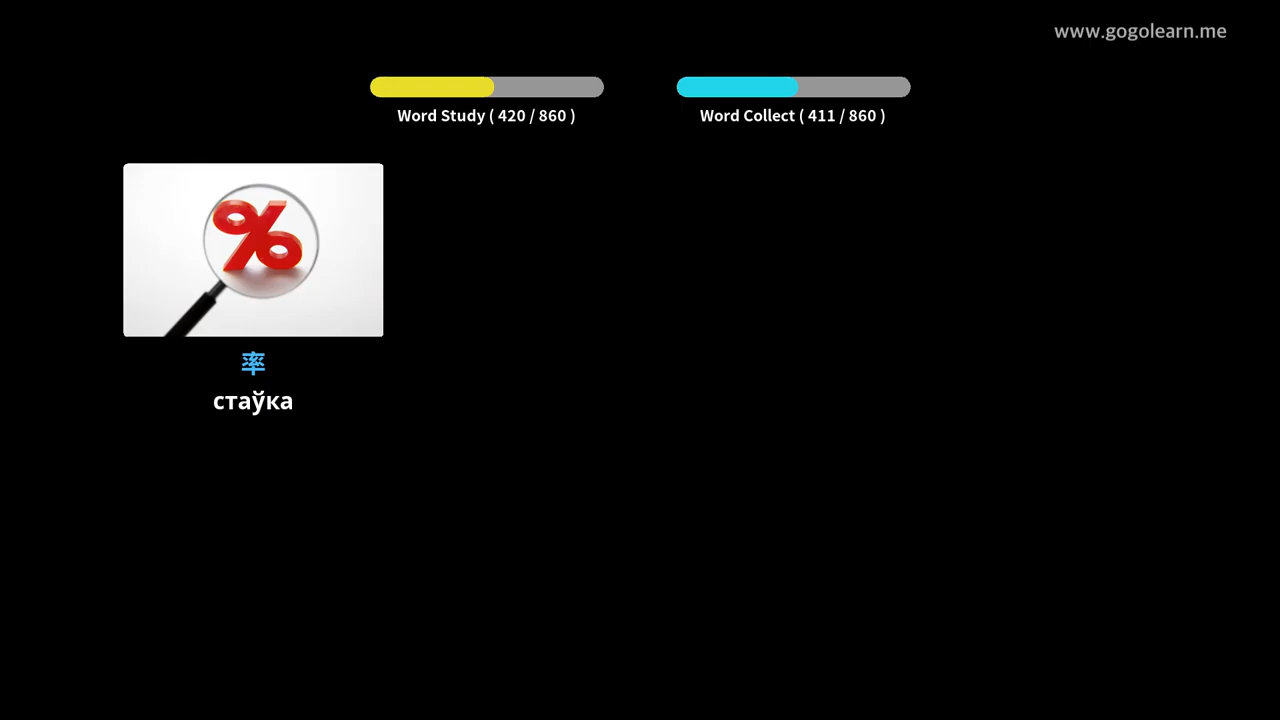 www.gogolearn.me
Word Study ( 420 / 860 )
Word Collect ( 411 / 860 )
%
率
стаўка